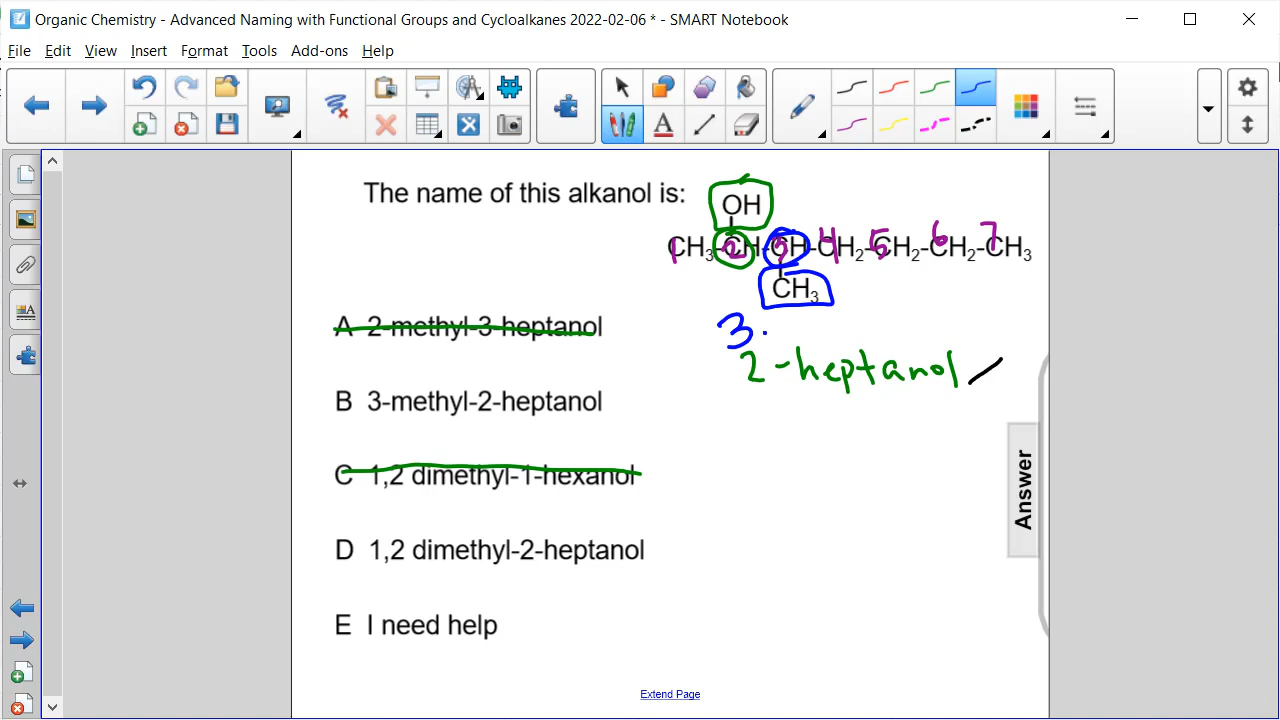 Organic Chemistry - Advanced Naming with Functional Groups and Cycloalkanes 2022-02-06 * - SMART Notebook
File Edit View Insert Format Tools Add-ons Help
The name of this alkanol is:
OH
CH3-CH-CH-CH2-CH2-CH2-CH3
1 2 3 4 5 6 7
CH3
A 2-methyl-3-heptanol
3.
2-heptanol
B 3-methyl-2-heptanol
C 1,2 dimethyl-1-hexanol
Answer
D 1,2 dimethyl-2-heptanol
E I need help
Extend Page